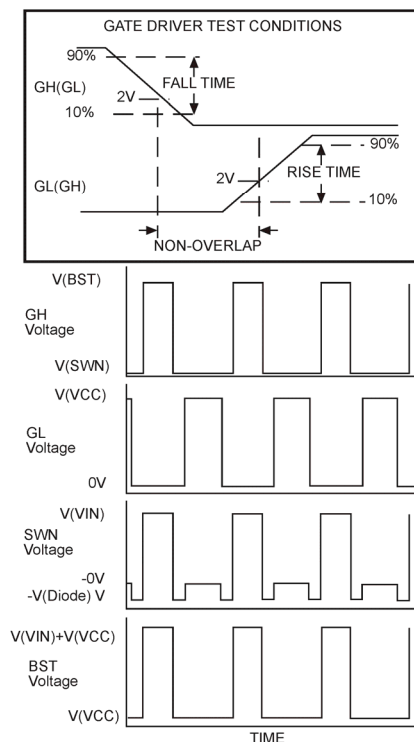 GATE DRIVER TEST CONDITIONS
90%
FALL TIME
GH(GL)
2V
10%
90%
2V
RISE TIME
GL(GH)
10%
NON-OVERLAP
V(BST)
GH
Voltage
V(SWN)
V(VCC)
GL
Voltage
0V
V(VIN)
SWN
Voltage
-0V
-V(Diode) V
V(VIN)+V(VCC)
BST
Voltage
V(VCC)
TIME